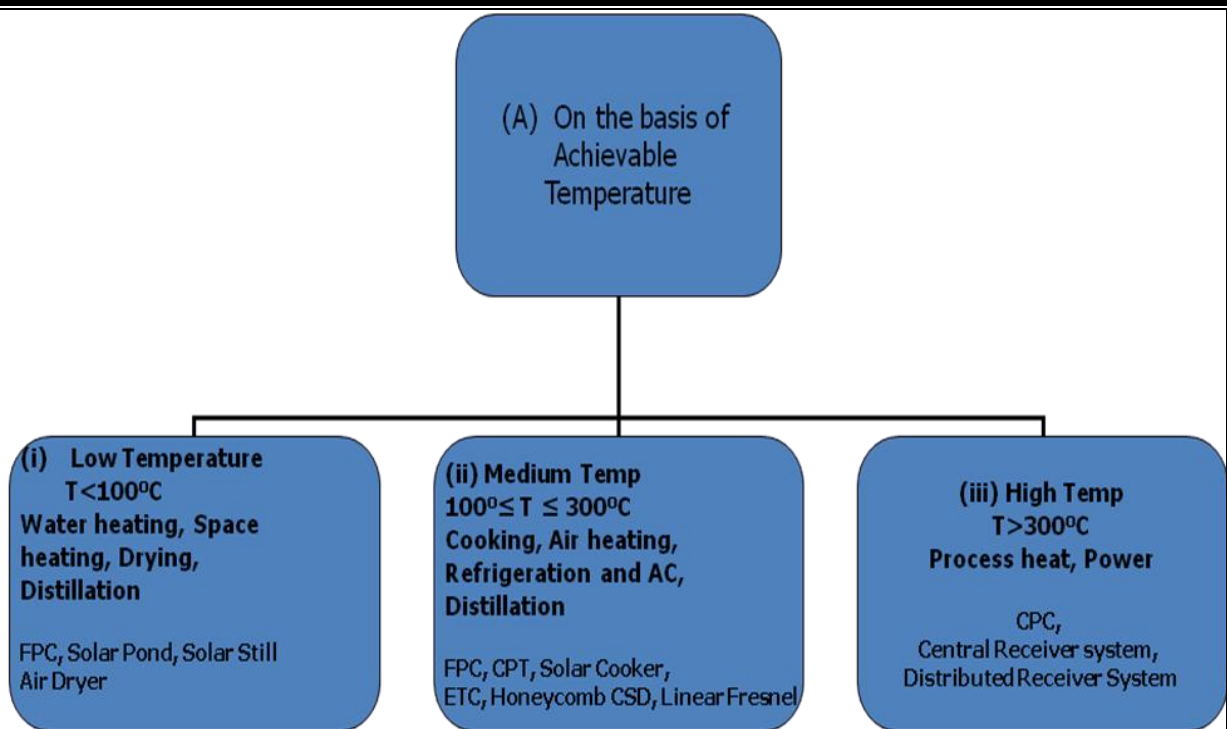 (A) On the basis of
Achievable
Temperature
(i) Low Temperature
T<100⁰C
Water heating, Space
heating, Drying,
Distillation
FPC, Solar Pond, Solar Still
Air Dryer
(ii) Medium Temp
100⁰≤ T ≤ 300⁰C
Cooking, Air heating,
Refrigeration and AC,
Distillation
FPC, CPT, Solar Cooker,
ETC, Honeycomb CSD, Linear Fresnel
(iii) High Temp
T>300⁰C
Process heat, Power
CPC,
Central Receiver system,
Distributed Receiver System